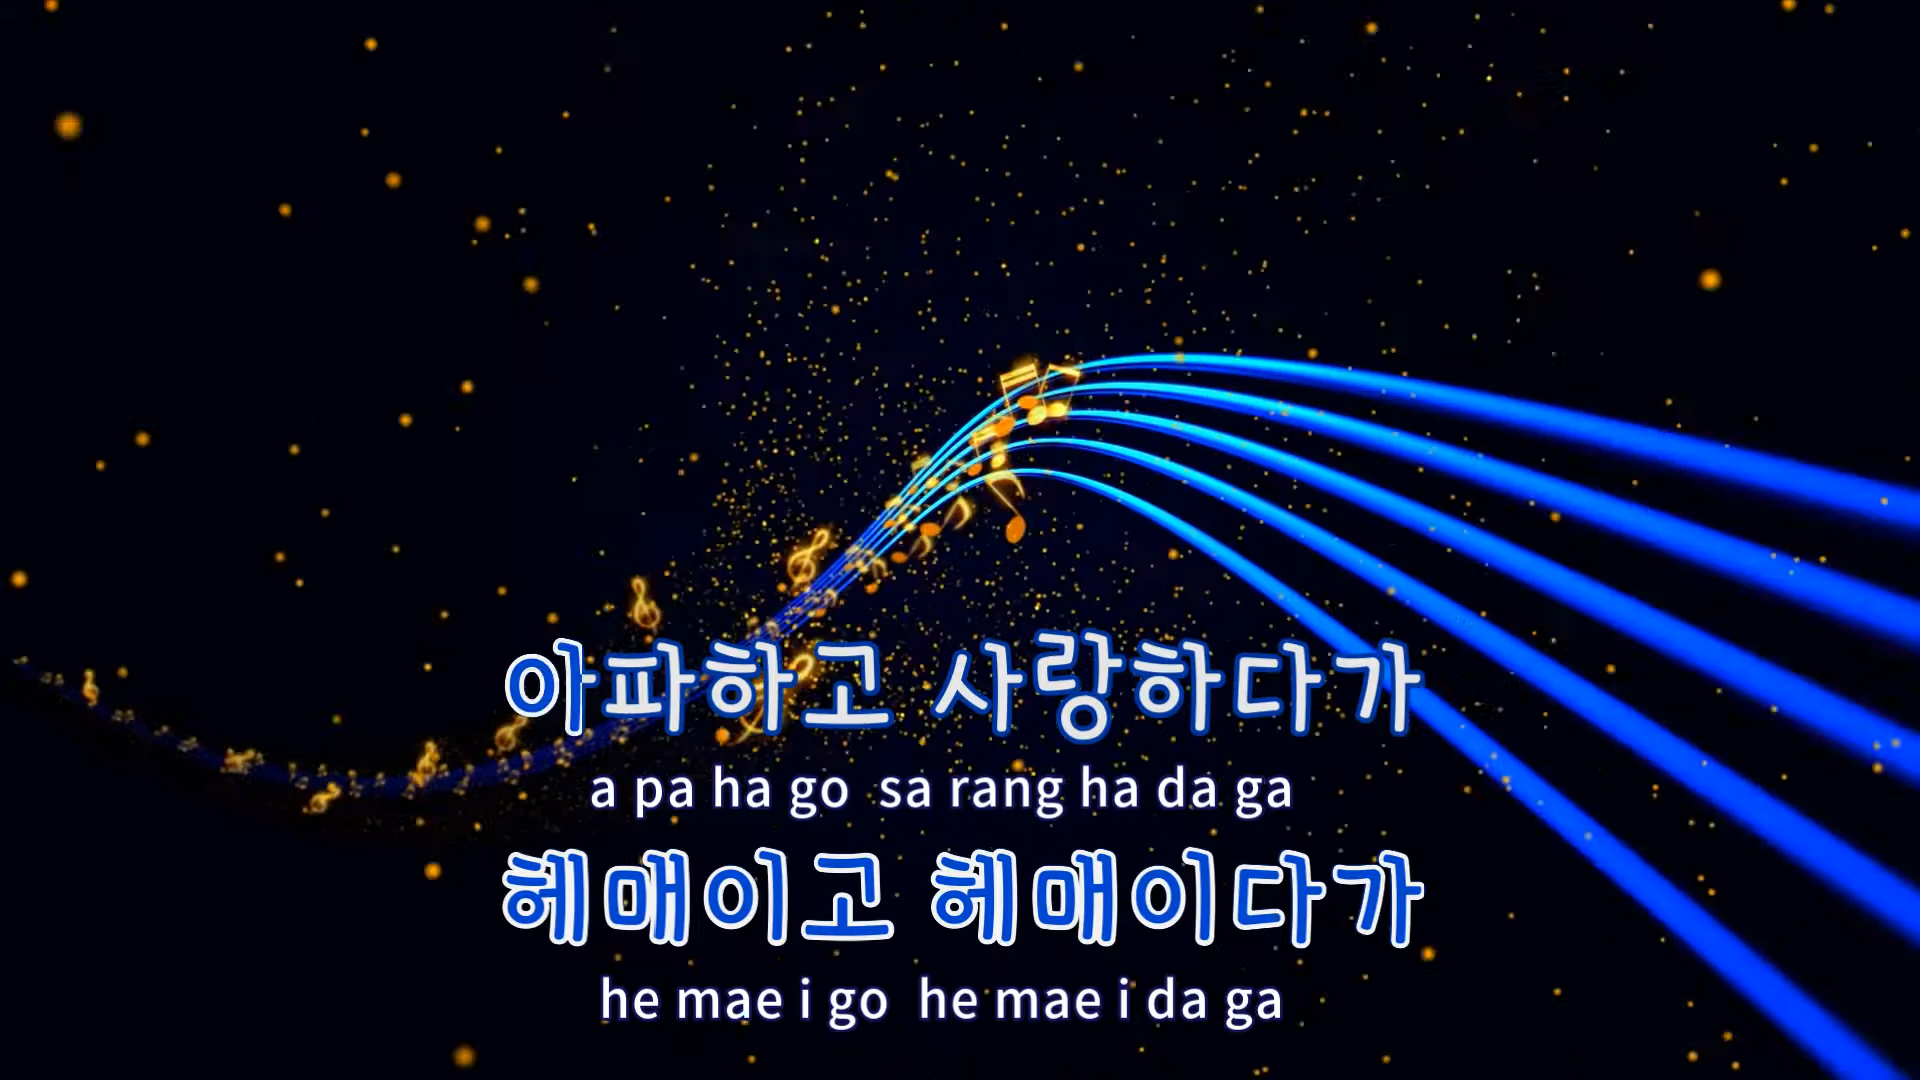 아파하고 사랑하다가
a pa ha go sa rang ha da ga
헤매이고 헤매이다가
he mae i go he mae i da ga